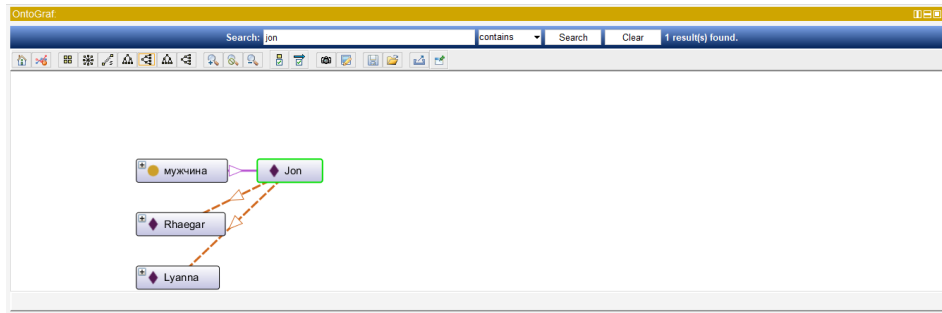 OntoGraf:
Search: jon contains Search Clear 1 result(s) found.
мужчина Jon
Rhaegar
Lyanna